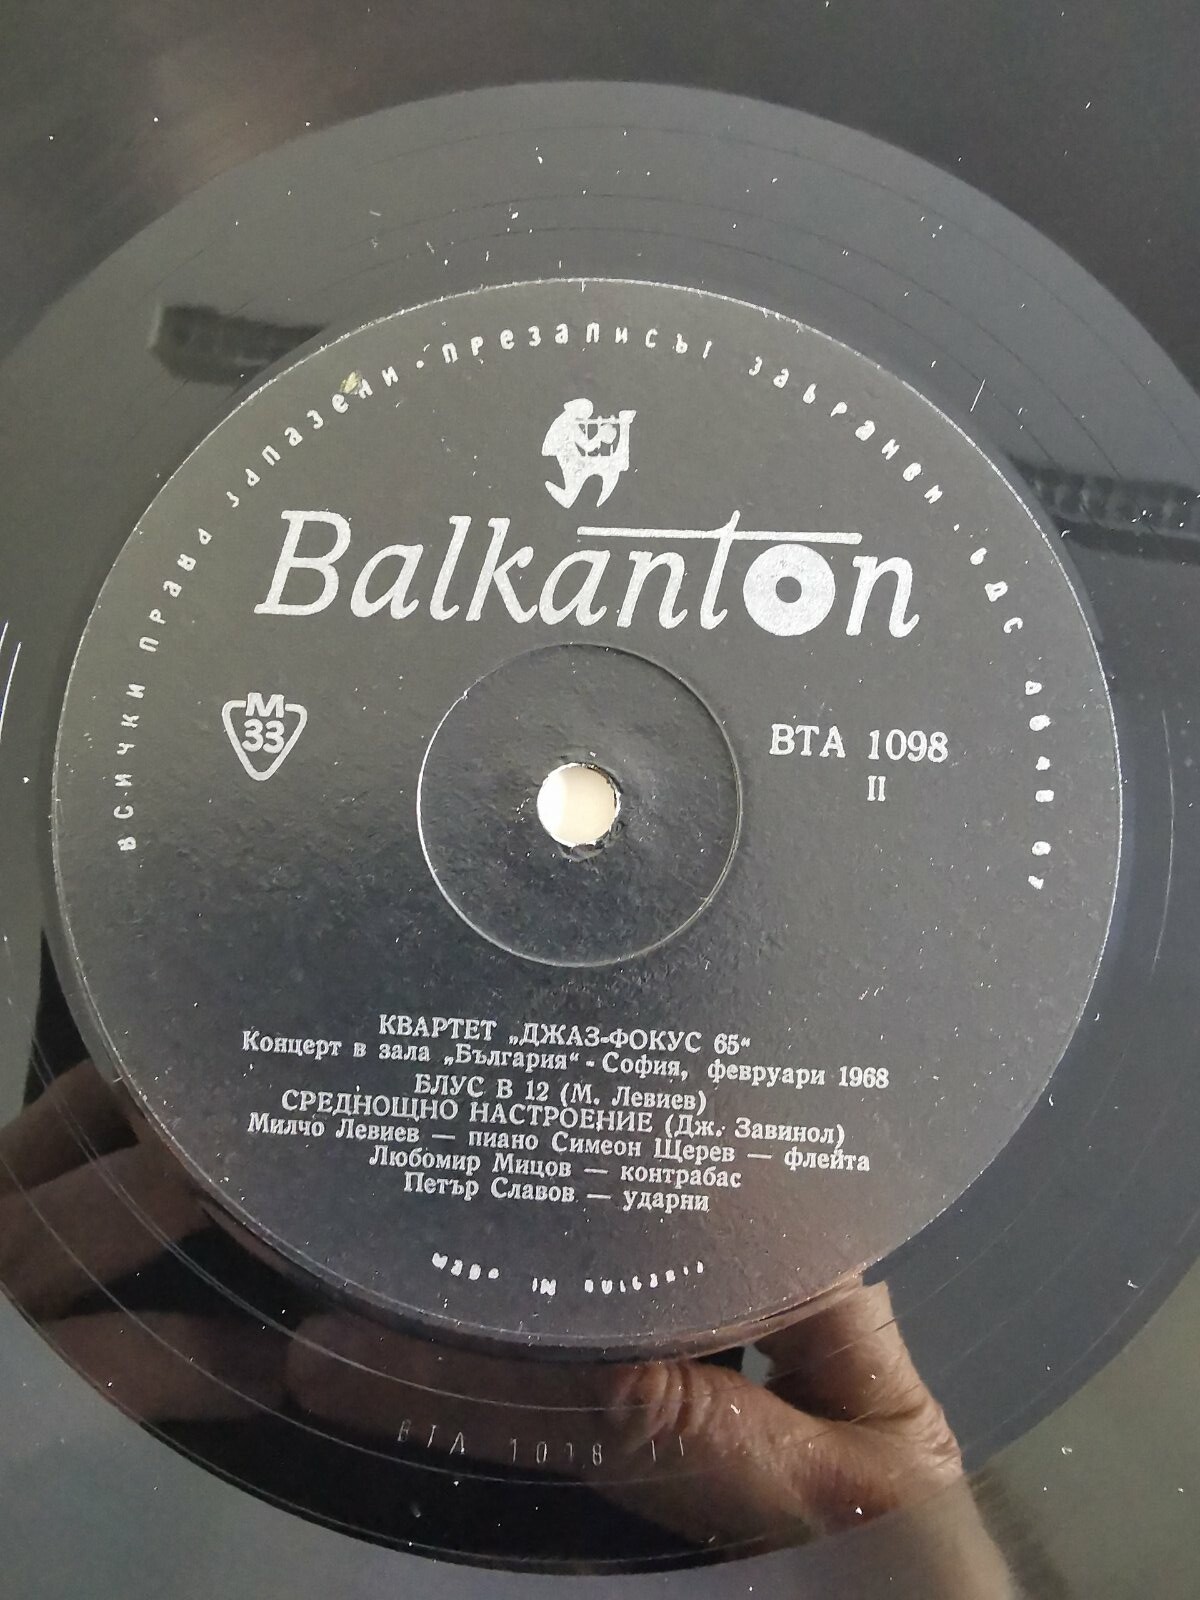 ВСИЧКИ ПРАВА ЗАПАЗЕНИ · ПРЕЗАПИСЪТ ЗАБРАНЕН · БДС
Balkanton
М
33
ВТА 1098
II
КВАРТЕТ „ДЖАЗ-ФОКУС 65“
Концерт в зала „България“ - София, февруари 1968
БЛУС В 12 (М. Левиев)
СРЕДНОЩНО НАСТРОЕНИЕ (Дж. Завинол)
Милчо Левиев — пиано Симеон Щерев — флейта
Любомир Мицов — контрабас
Петър Славов — ударни
MADE IN BULGARIA